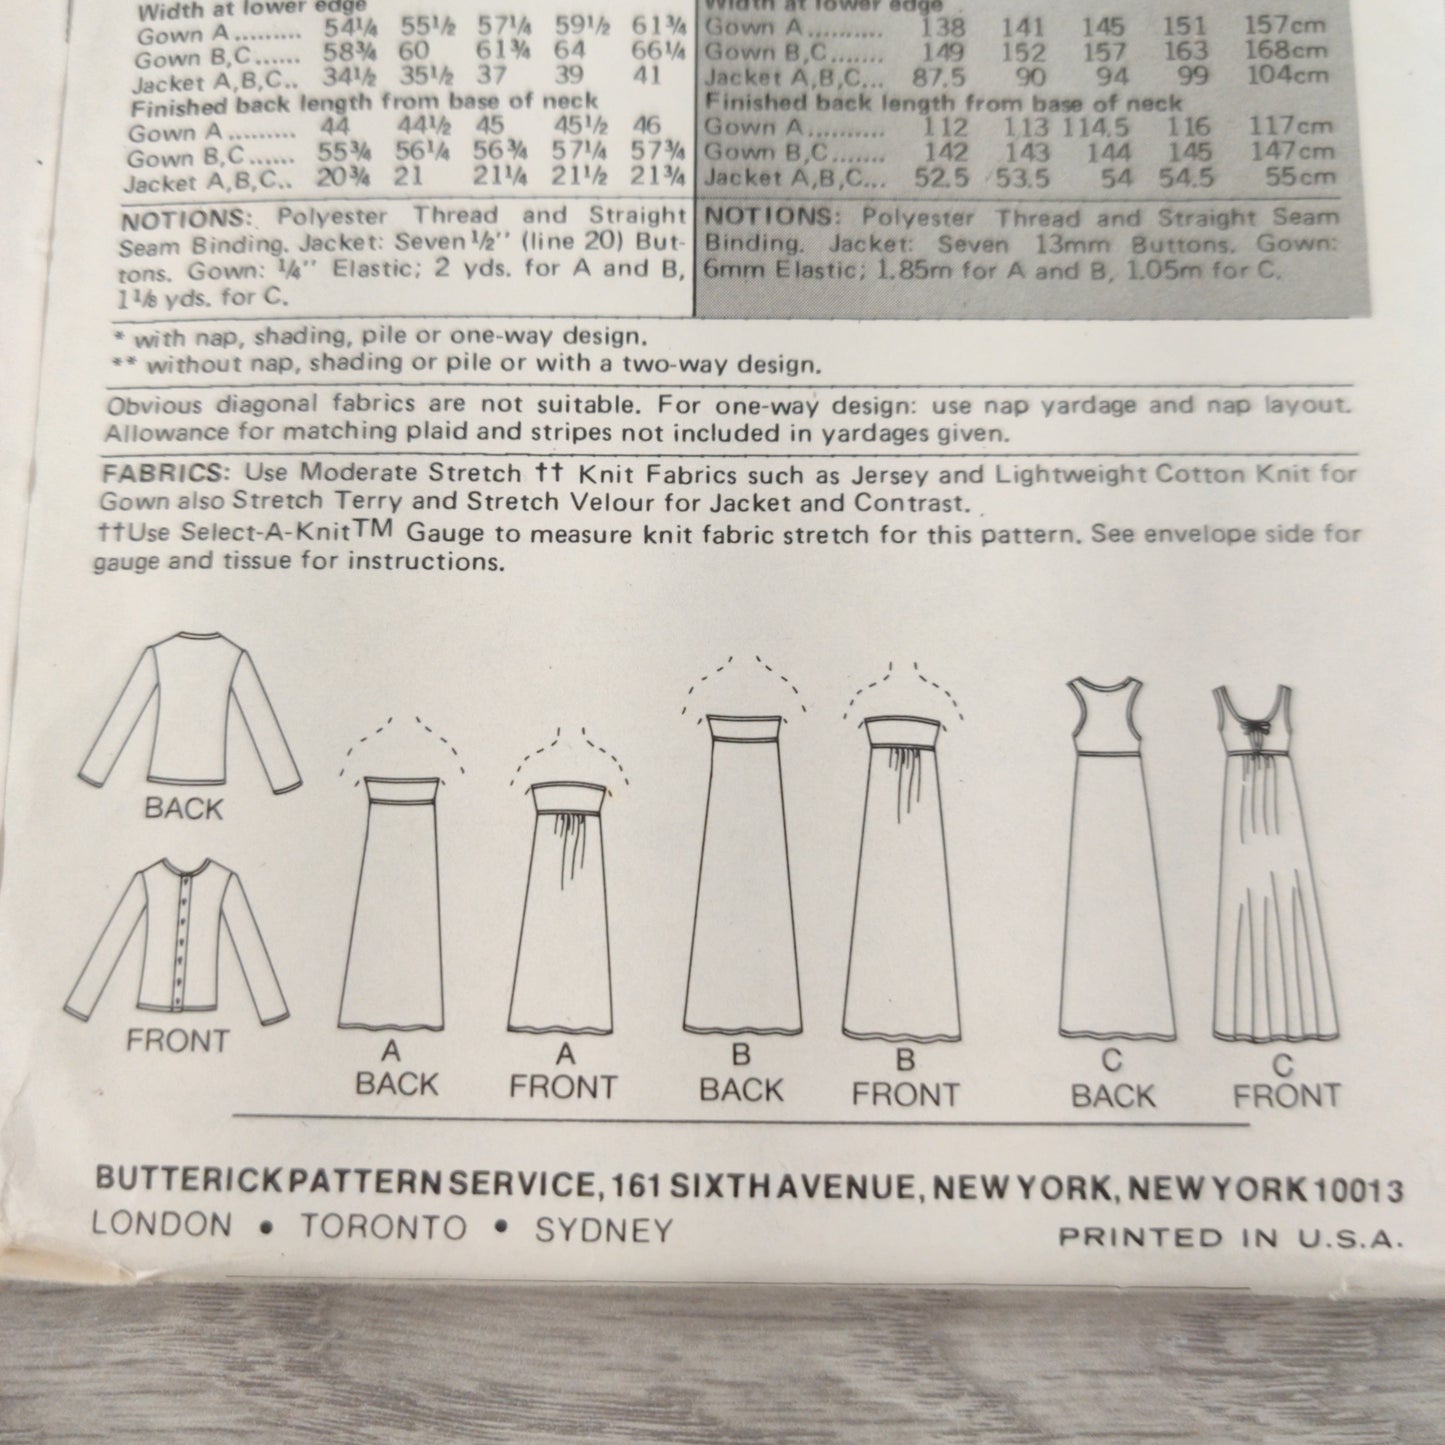 Width at lower edge
Gown A......... 54¼ 55½ 57¼ 59½ 61¾
Gown B,C...... 58¾ 60 61¾ 64 66¼
Jacket A,B,C.. 34½ 35½ 37 39 41
Finished back length from base of neck
Gown A......... 44 44½ 45 45½ 46
Gown B,C...... 55¾ 56¼ 56¾ 57¼ 57¾
Jacket A,B,C.. 20¾ 21 21¼ 21½ 21¾
NOTIONS: Polyester Thread and Straight
Seam Binding. Jacket: Seven ½" (line 20) But-
tons. Gown: ¼" Elastic; 2 yds. for A and B,
1⅛ yds. for C.
Width at lower edge
Gown A.......... 138 141 145 151 157cm
Gown B,C....... 149 152 157 163 168cm
Jacket A,B,C... 87.5 90 94 99 104cm
Finished back length from base of neck
Gown A.......... 112 113 114.5 116 117cm
Gown B,C....... 142 143 144 145 147cm
Jacket A,B,C... 52.5 53.5 54 54.5 55cm
NOTIONS: Polyester Thread and Straight Seam
Binding. Jacket: Seven 13mm Buttons. Gown:
6mm Elastic; 1.85m for A and B, 1.05m for C.
* with nap, shading, pile or one-way design.
** without nap, shading or pile or with a two-way design.
Obvious diagonal fabrics are not suitable. For one-way design: use nap yardage and nap layout.
Allowance for matching plaid and stripes not included in yardages given.
FABRICS: Use Moderate Stretch †† Knit Fabrics such as Jersey and Lightweight Cotton Knit for
Gown also Stretch Terry and Stretch Velour for Jacket and Contrast.
††Use Select-A-Knit™ Gauge to measure knit fabric stretch for this pattern. See envelope side for
gauge and tissue for instructions.
BACK
FRONT
A
BACK
A
FRONT
B
BACK
B
FRONT
C
BACK
C
FRONT
BUTTERICK PATTERN SERVICE, 161 SIXTH AVENUE, NEW YORK, NEW YORK 10013
LONDON • TORONTO • SYDNEY
PRINTED IN U.S.A.